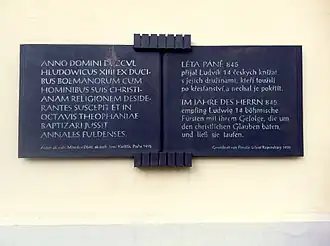 ANNO DOMINI DCCCVL
HLUDOWICUS XIIII EX DUCI
BUS BOEMANORUM CUM
HOMINIBUS SUIS CHRISTI
ANAM RELIGIONEM DESIDE
RANTES SUSCEPIT ET IN
OCTAVIS THEOPHANIAE
BAPTIZARI JUSSIT
ANNALES FULDENSES.
LÉTA PANĚ 845
přijal Ludvík 14 českých knížat
s jejich družinami, kteří toužili
po křesťanství a nechal je pokřtít.
IM JAHRE DES HERRN 845
empfing Ludwig 14 böhmische
Fürsten mit ihrem Gefolge, die um
den christlichen Glauben baten,
und ließ sie taufen.